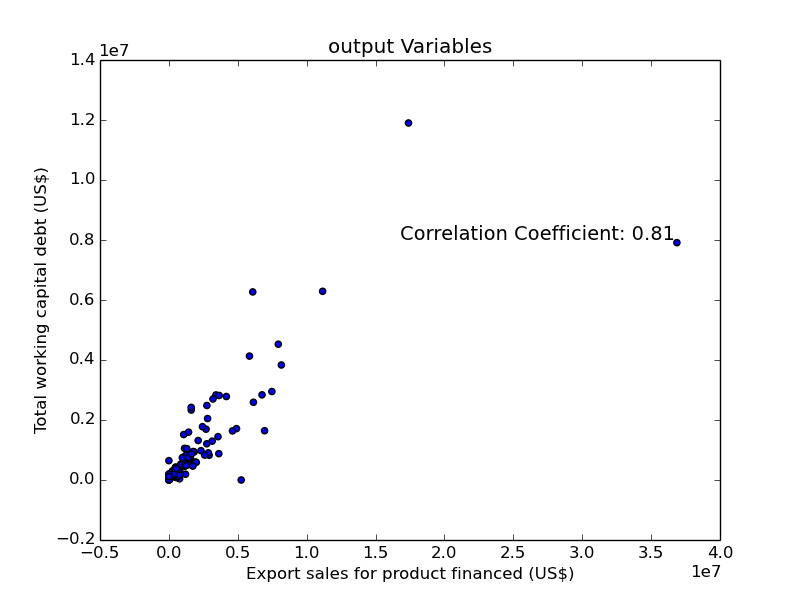 output Variables
1e7
1.4
1.2
1.0
0.8
0.6
0.4
0.2
0.0
−0.2
Total working capital debt (US$)
Correlation Coefficient: 0.81
−0.5 0.0 0.5 1.0 1.5 2.0 2.5 3.0 3.5 4.0
1e7
Export sales for product financed (US$)